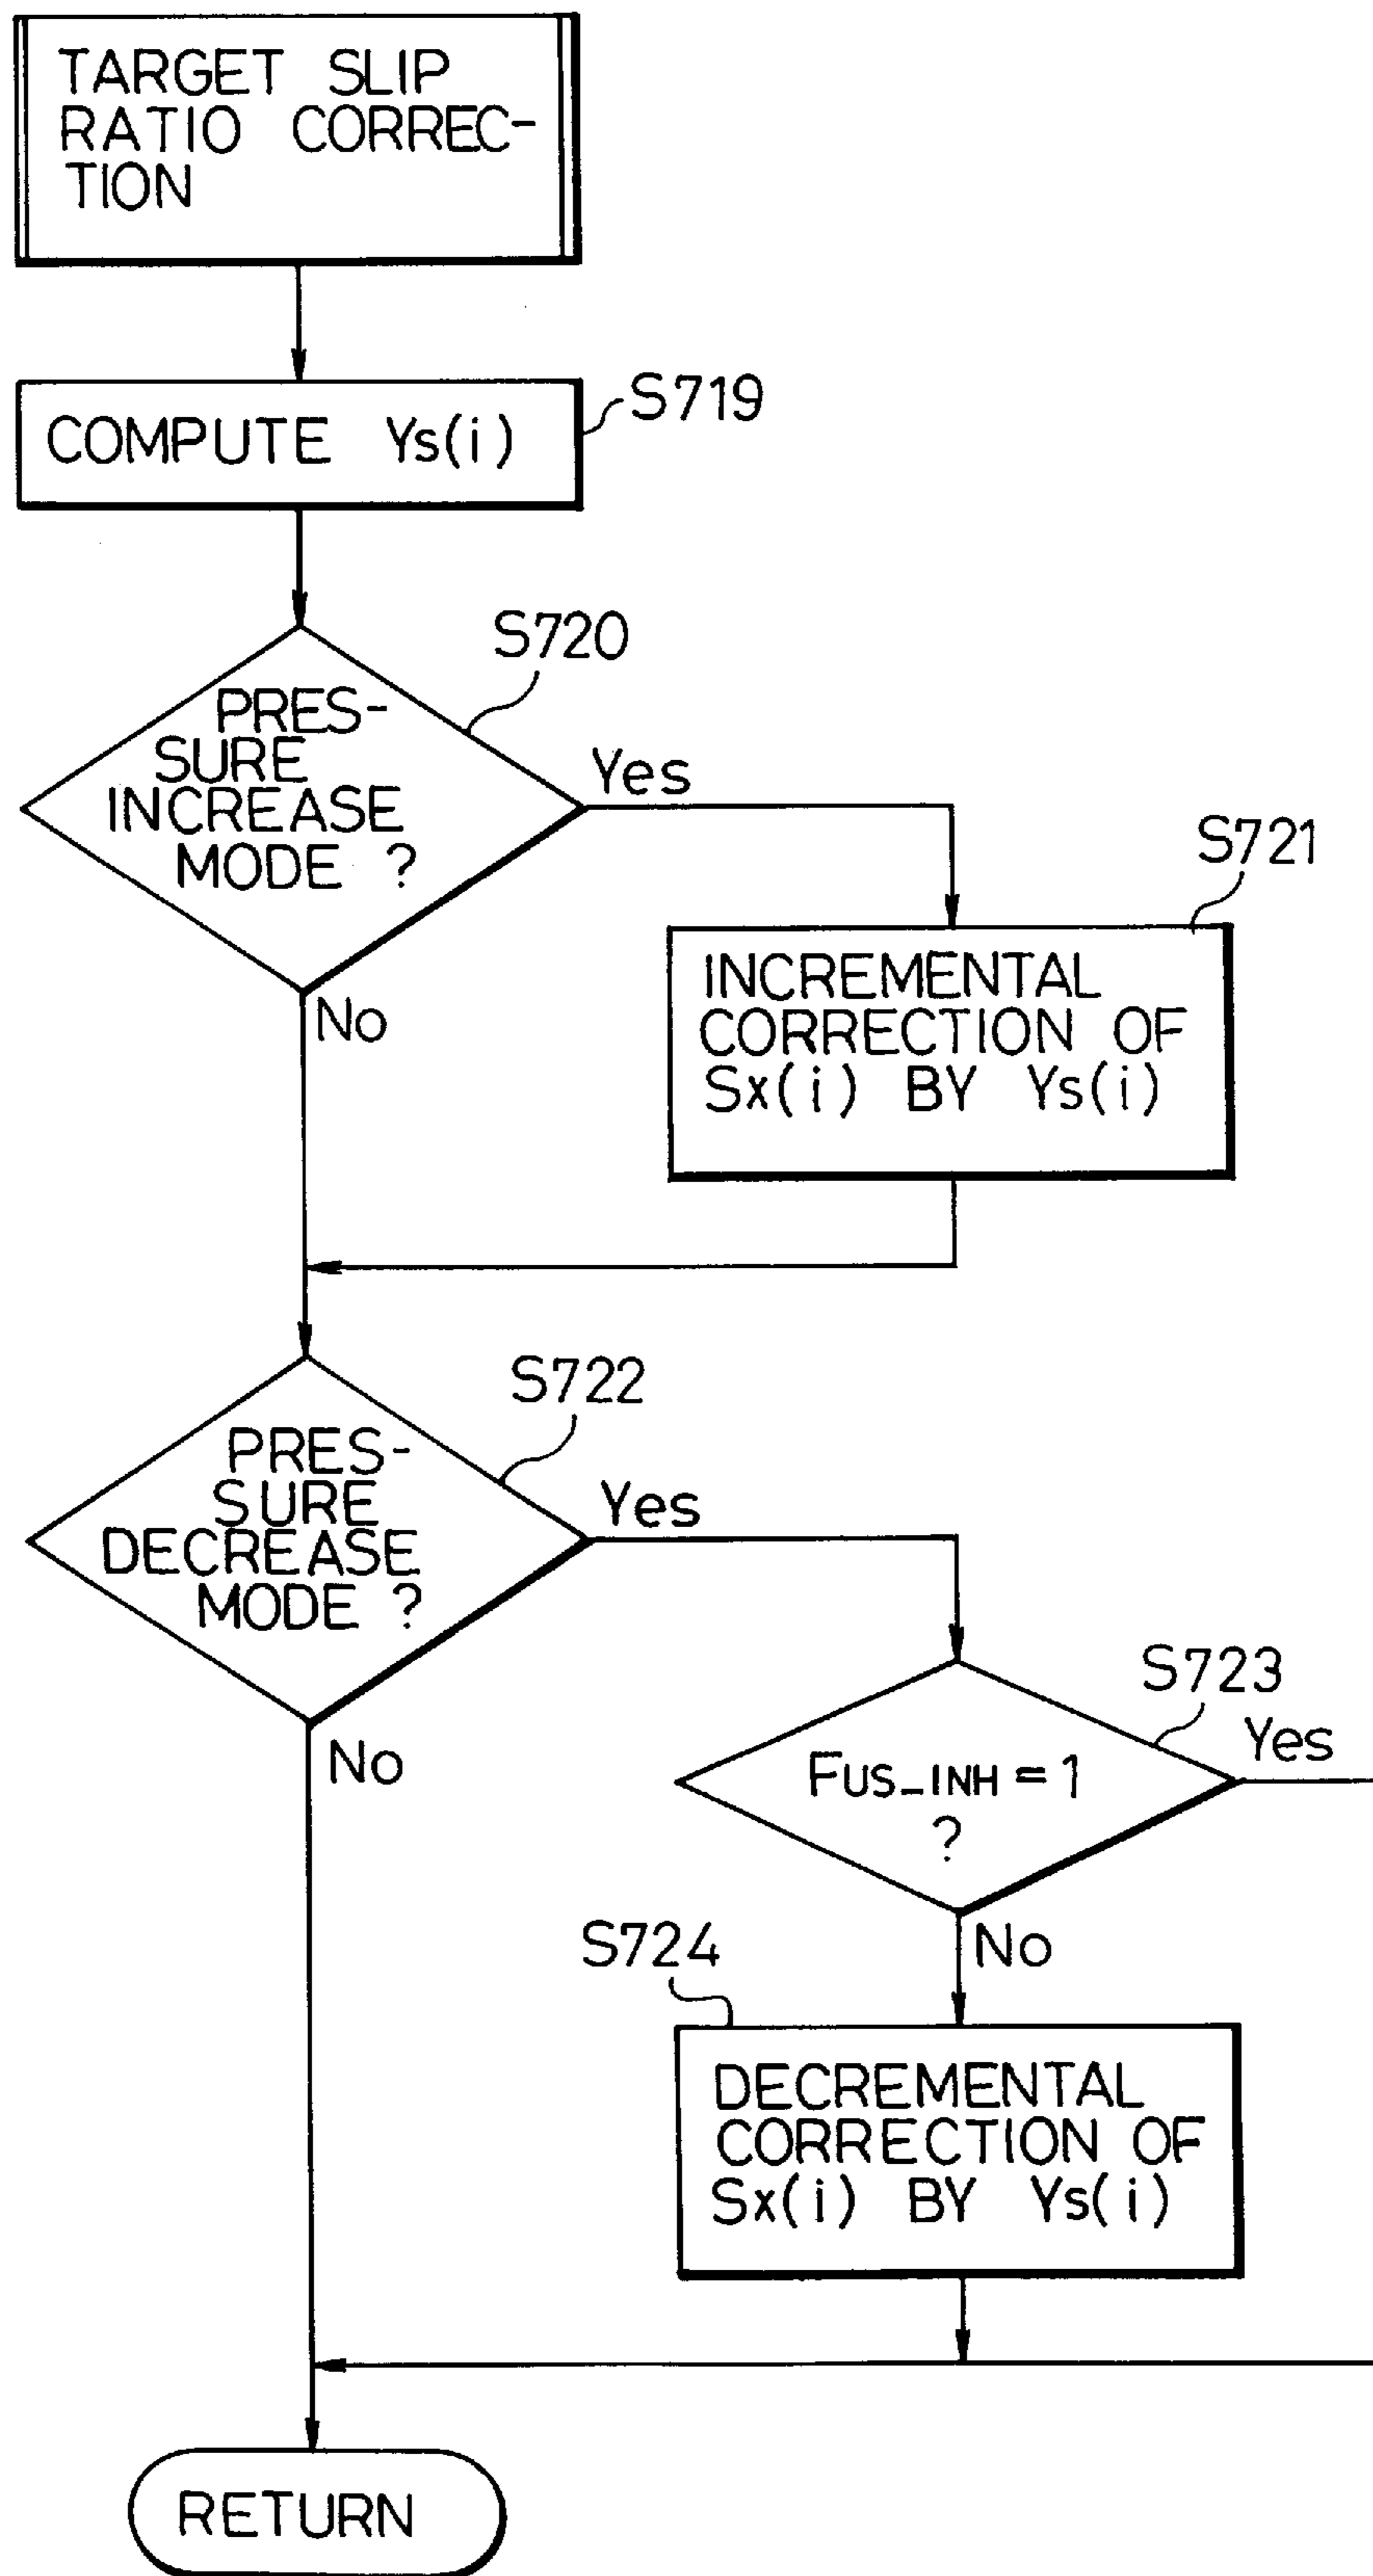 TARGET SLIP
RATIO CORREC-
TION
S719
COMPUTE Ys(i)
S720
PRES-
SURE
INCREASE
MODE ?
Yes
No
S721
INCREMENTAL
CORRECTION OF
Sx(i) BY Ys(i)
S722
PRES-
SURE
DECREASE
MODE ?
Yes
No
S723
FUS_INH = 1
?
Yes
No
S724
DECREMENTAL
CORRECTION OF
Sx(i) BY Ys(i)
RETURN